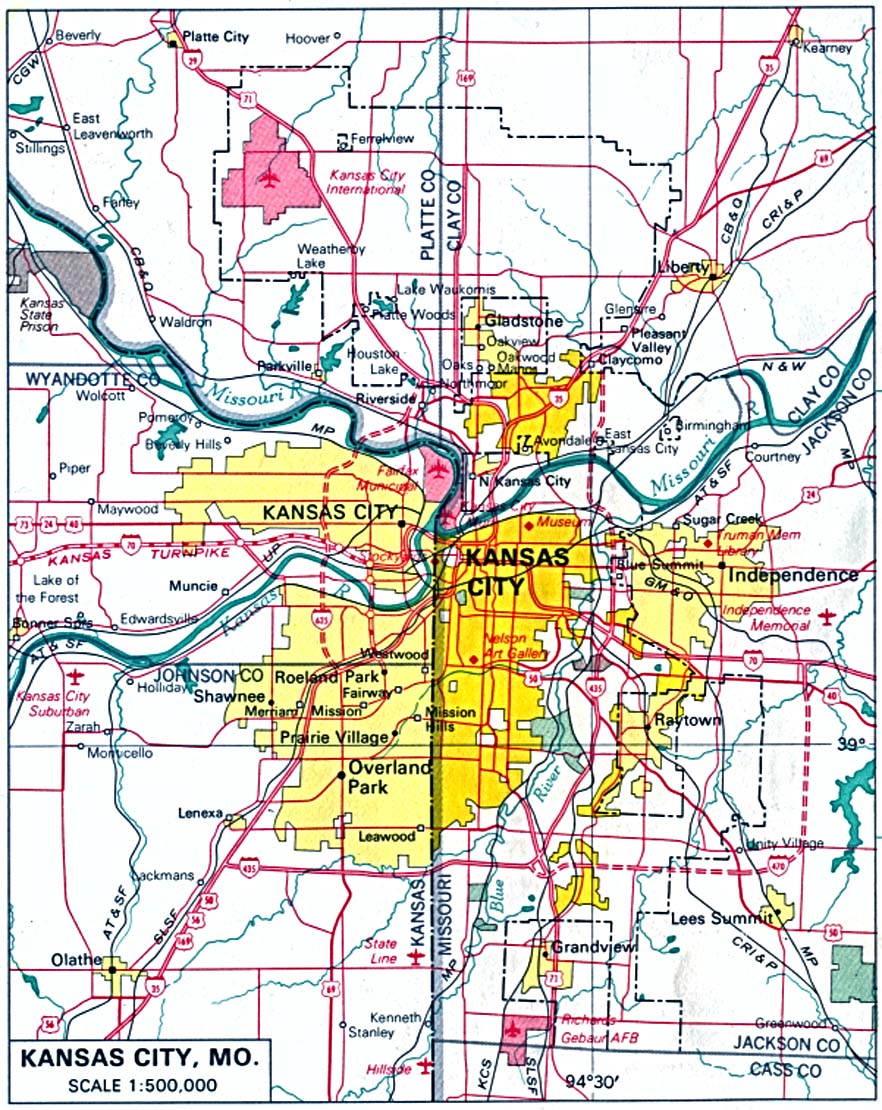 Beverly
Platte City
Hoover
Kearney
CGW
29
71
169
35
East
Leavenworth
Stillings
Ferrelview
69
Kansas City
International
PLATTE CO
CLAY CO
Farley
CB & Q
CB & Q
CRI & P
Weatherby
Lake
Liberty
Kansas
State
Prison
Waldron
Lake Waukomis
Platte Woods
Gladstone
Glenaire
Pleasant
Valley
Oakview
Oakwood
Manor
Oaks
Claycomo
Houston
Lake
Parkville
Northmoor
Riverside
WYANDOTTE CO
Wolcott
Missouri R
N & W
CLAY CO
JACKSON CO
35
Pomeroy
Beverly Hills
MP
Avondale
East
Kansas City
Birmingham
Missouri R
Courtney
MP
AT & SF
Piper
Fairfax
Municipal
N Kansas City
24
Maywood
KANSAS CITY
Museum
Sugar Creek
Truman Mem
Library
73
24
40
70
KANSAS TURNPIKE
UP
Stockyards
KANSAS
CITY
Blue Summit
Independence
GM & O
Lake of
the Forest
Muncie
Kansas R
Independence
Memorial
Bonner Sprs
Edwardsville
635
AT & SF
Nelson
Art Gallery
Westwood
70
JOHNSON CO
Roeland Park
Holliday
Shawnee
Fairway
50
435
40
Kansas City
Suburban
Merriam
Mission
Mission
Hills
Raytown
Zarah
Prairie Village
Monticello
39°
Overland
Park
River
Lenexa
Leawood
Unity Village
435
470
Lackmans
50
56
169
AT & SF
SLSF
KANSAS
MISSOURI
Blue
Lees Summit
50
State
Line
Grandview
CRI & P
MP
Olathe
MP
35
69
71
56
Kenneth
Stanley
Richards
Gebaur AFB
Greenwood
JACKSON CO
CASS CO
KANSAS CITY, MO.
SCALE 1:500,000
Hillside
KCS
SLSF
94°30′